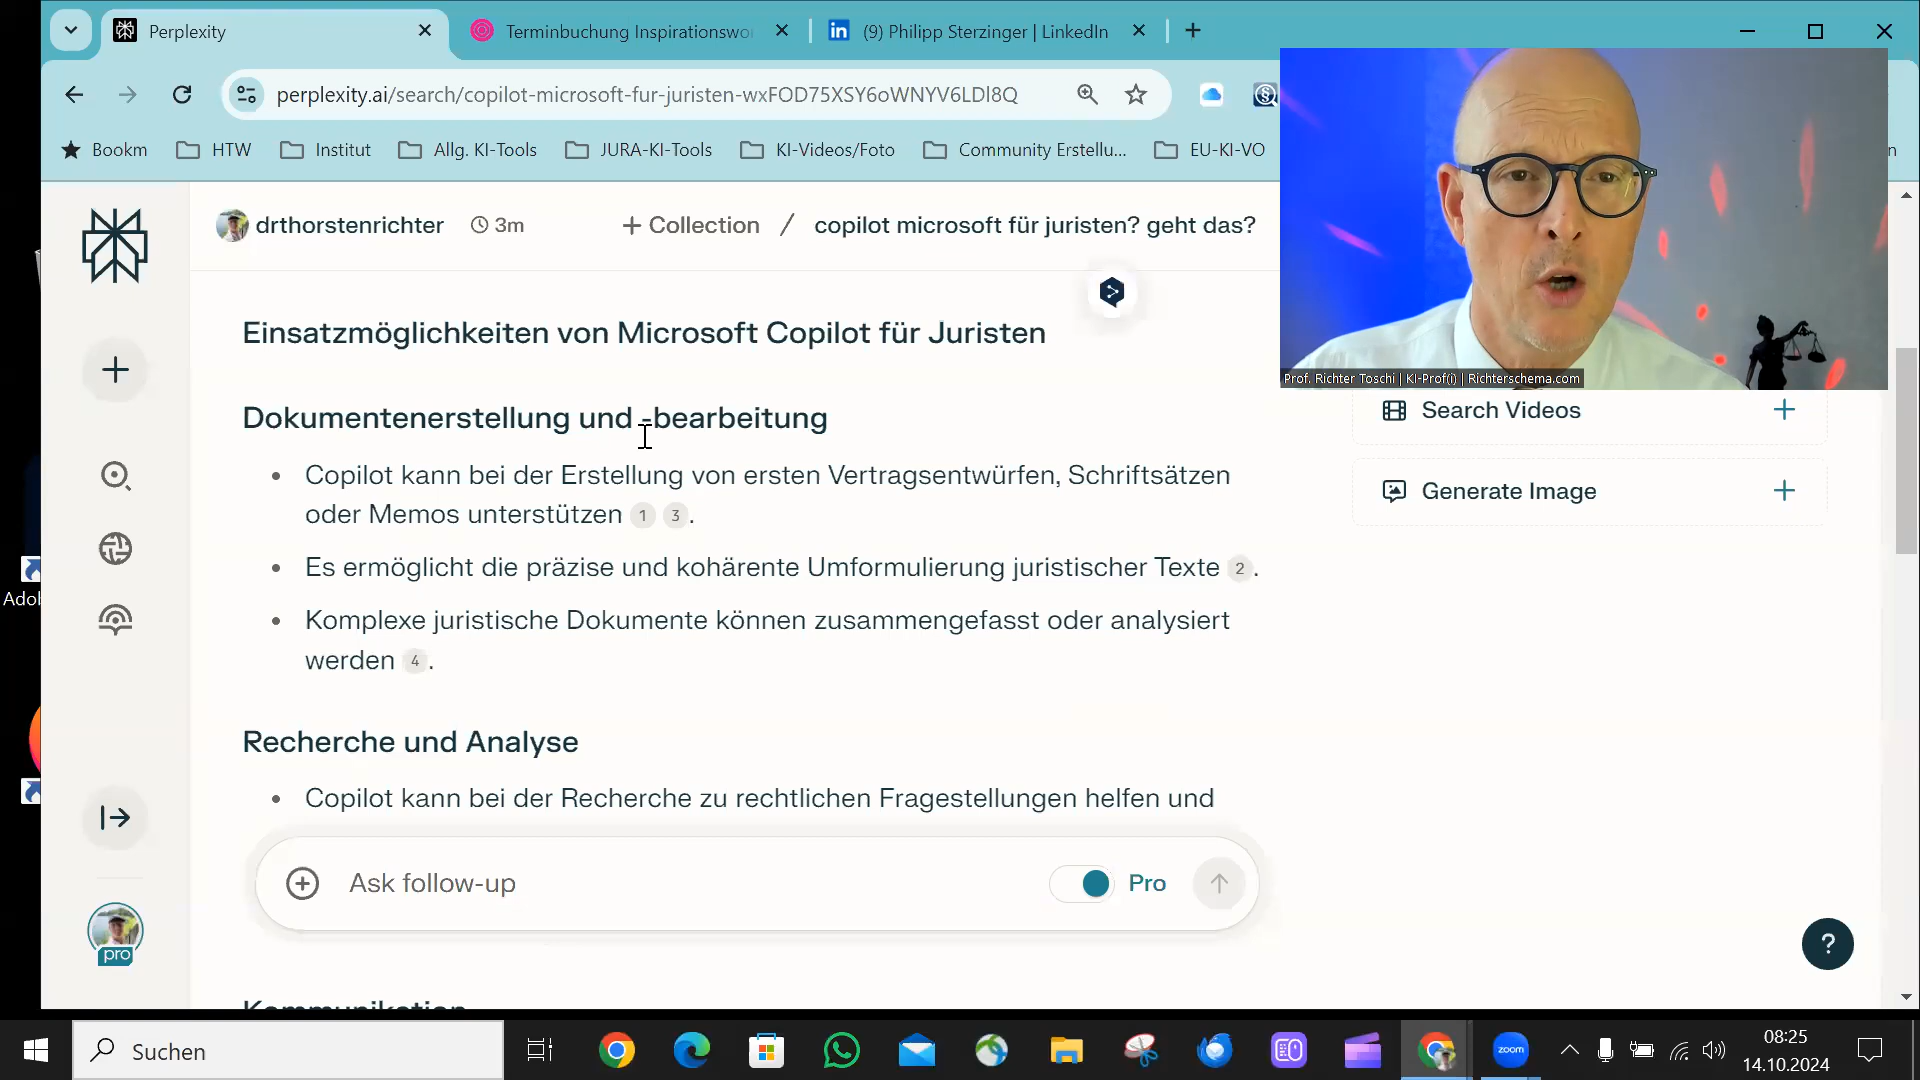 Perplexity
Terminbuchung Inspirationswo
(9) Philipp Sterzinger | LinkedIn
perplexity.ai/search/copilot-microsoft-fur-juristen-wxFOD75XSY6oWNYV6LDl8Q
Bookm
HTW
Institut
Allg. KI-Tools
JURA-KI-Tools
KI-Videos/Foto
Community Erstellu...
EU-KI-VO
drthorstenrichter
3m
Collection / copilot microsoft für juristen? geht das?
Prof. Richter Toschi | KI-Prof(i) | Richterschema.com
Einsatzmöglichkeiten von Microsoft Copilot für Juristen
Dokumentenerstellung und -bearbeitung
• Copilot kann bei der Erstellung von ersten Vertragsentwürfen, Schriftsätzen
oder Memos unterstützen 1 3.
• Es ermöglicht die präzise und kohärente Umformulierung juristischer Texte 2.
• Komplexe juristische Dokumente können zusammengefasst oder analysiert
werden 4.
Recherche und Analyse
• Copilot kann bei der Recherche zu rechtlichen Fragestellungen helfen und
Search Videos
Generate Image
Ask follow-up
Pro
pro
?
Kommunikation
Adol
Suchen
zoom
08:25
14.10.2024